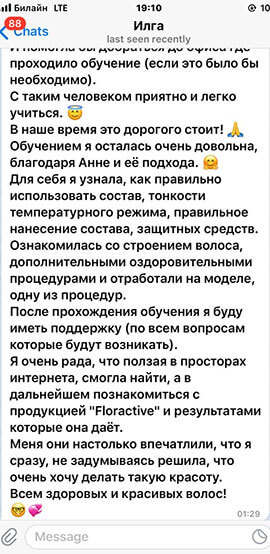 Билайн LTE 19:10 10
88
Chats
Илга
last seen recently
И помогла бы добраться до офиса где
проходило обучение (если это было бы
необходимо).
С таким человеком приятно и легко
учиться. 😇
В наше время это дорогого стоит! 🙏
Обучением я осталась очень довольна,
благодаря Анне и её подхода. 🤗
Для себя я узнала, как правильно
использовать состав, тонкости
температурного режима, правильное
нанесение состава, защитных средств.
Ознакомилась со строением волоса,
дополнительными оздоровительными
процедурами и отработали на моделе,
одну из процедур.
После прохождения обучения я буду
иметь поддержку (по всем вопросам
которые будут возникать).
Я очень рада, что ползая в просторах
интернета, смогла найти, а в
дальнейшем познакомиться с
продукцией "Floractive" и результатами
которые она даёт.
Меня они настолько впечатлили, что я
сразу, не задумываясь решила, что
очень хочу делать такую красоту.
Всем здоровых и красивых волос!
🤓💞
01:29
Message